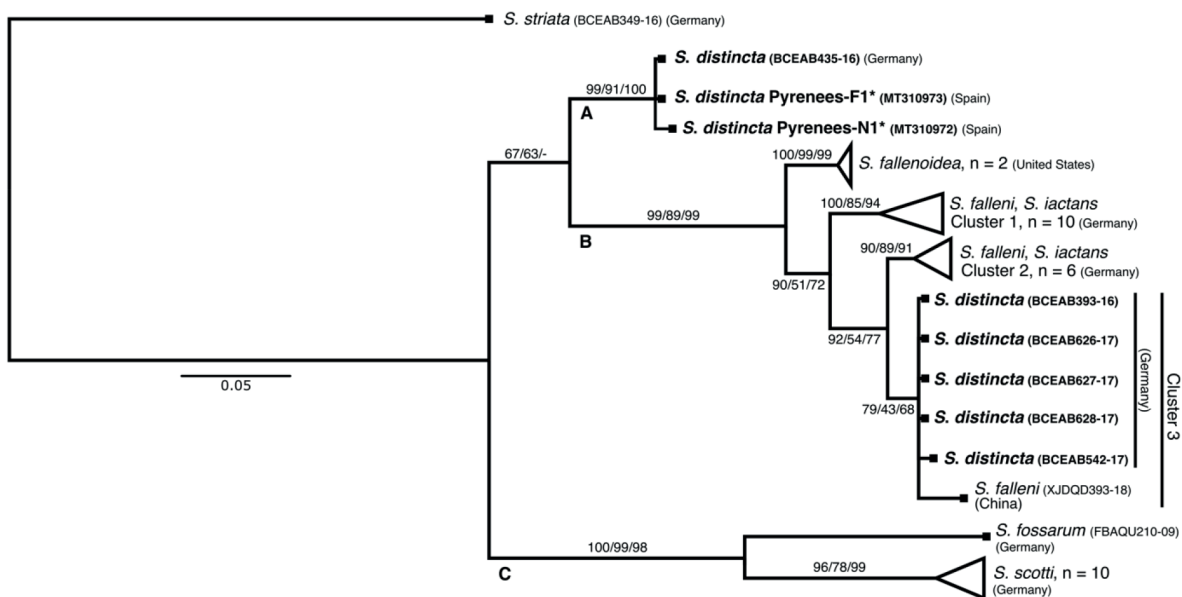 S. striata (BCEAB349-16) (Germany)
S. distincta (BCEAB435-16) (Germany)
99/91/100
A
S. distincta Pyrenees-F1* (MT310973) (Spain)
S. distincta Pyrenees-N1* (MT310972) (Spain)
67/63/-
100/99/99
S. fallenoidea, n = 2 (United States)
99/89/99
B
100/85/94
S. falleni, S. iactans
Cluster 1, n = 10 (Germany)
90/89/91
S. falleni, S. iactans
Cluster 2, n = 6 (Germany)
90/51/72
S. distincta (BCEAB393-16)
92/54/77
S. distincta (BCEAB626-17)
S. distincta (BCEAB627-17)
79/43/68
S. distincta (BCEAB628-17)
S. distincta (BCEAB542-17)
(Germany)
Cluster 3
S. falleni (XJDQD393-18)
(China)
0.05
100/99/98
C
S. fossarum (FBAQU210-09)
(Germany)
96/78/99
S. scotti, n = 10
(Germany)